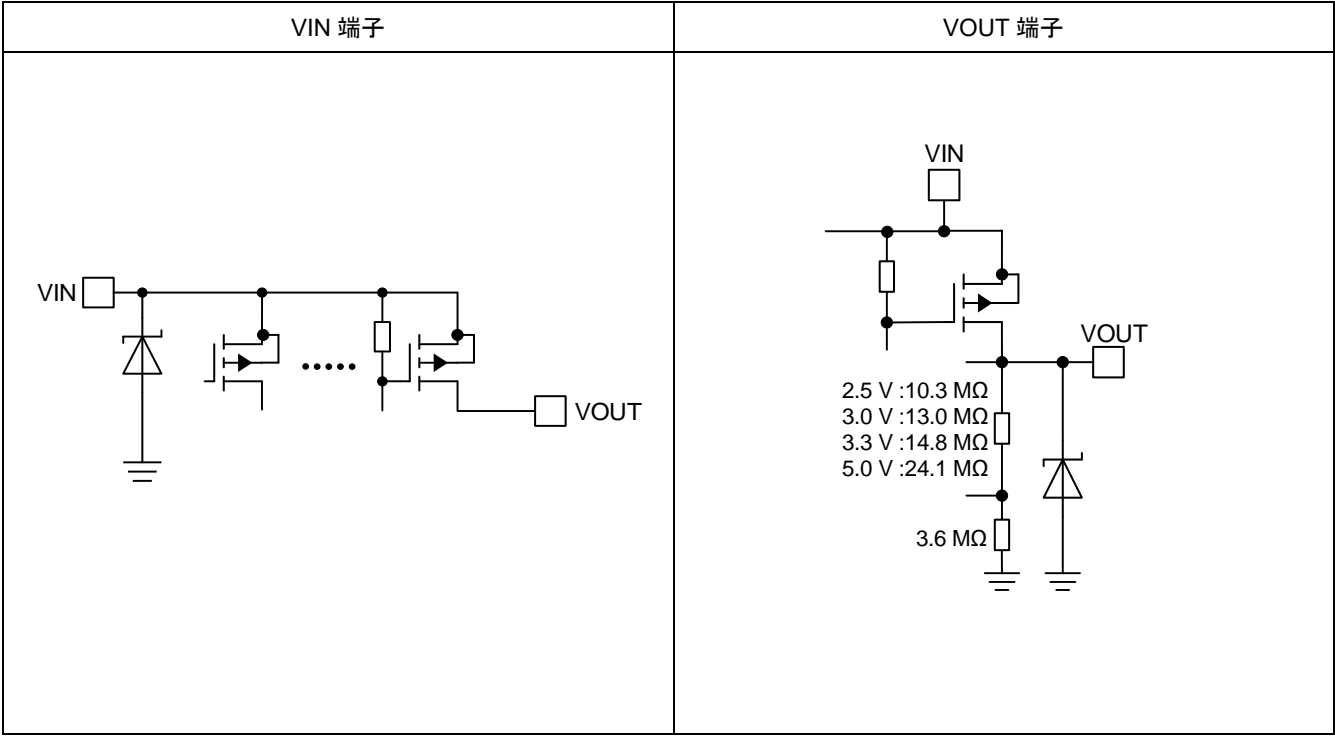 VIN 端子
VOUT 端子
VIN
VOUT
VIN
VOUT
2.5 V :10.3 MΩ
3.0 V :13.0 MΩ
3.3 V :14.8 MΩ
5.0 V :24.1 MΩ
3.6 MΩ